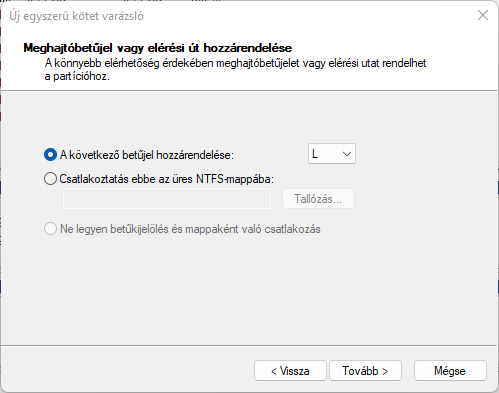 Új egyszerű kötet varázsló
Meghajtóbetűjel vagy elérési út hozzárendelése
A könnyebb elérhetőség érdekében meghajtóbetűjelet vagy elérési utat rendelhet
a partícióhoz.
A következő betűjel hozzárendelése: L
Csatlakoztatás ebbe az üres NTFS-mappába:
Tallózás...
Ne legyen betűkijelölés és mappaként való csatlakozás
< Vissza Tovább > Mégse